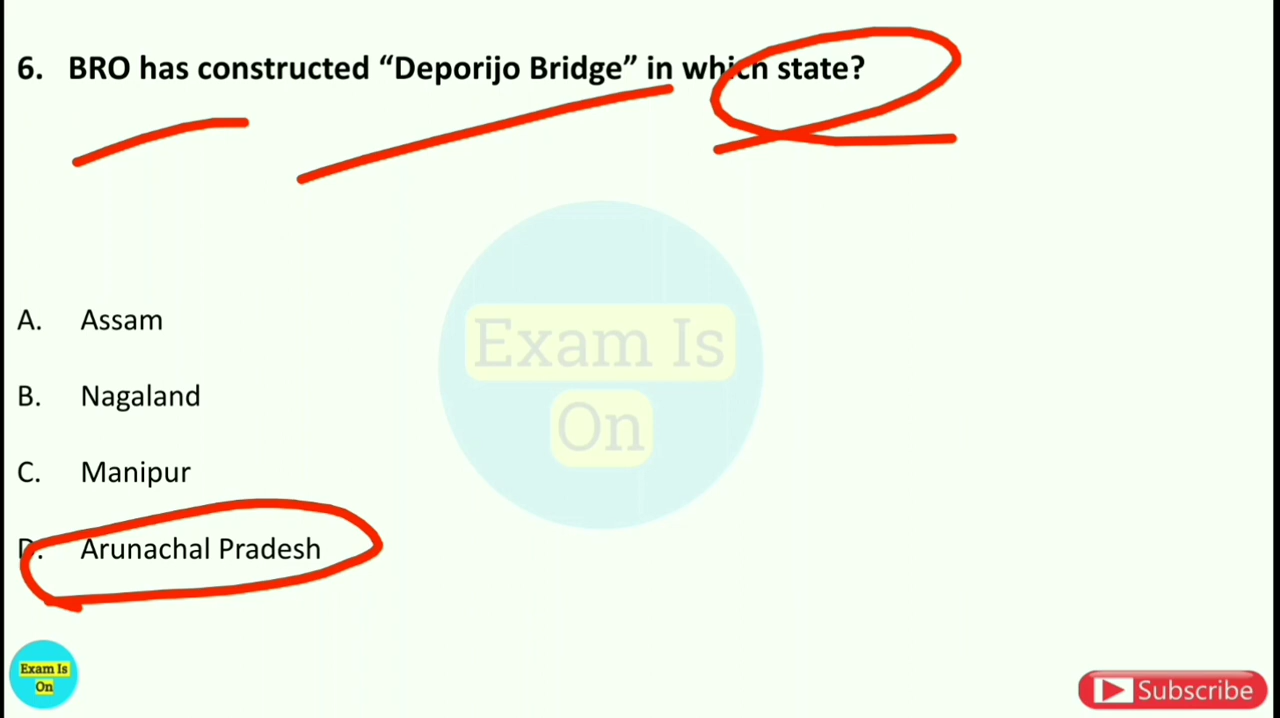 6. BRO has constructed “Deporijo Bridge” in which state?
Exam Is
On
A. Assam
B. Nagaland
C. Manipur
D. Arunachal Pradesh
Exam Is
On
Subscribe